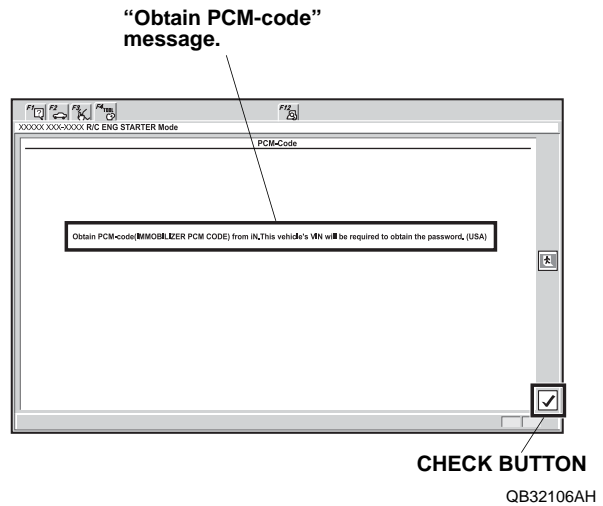 “Obtain PCM-code”
message.
F1 F2 F3 F4 TOOL F12
XXXXX XXX-XXXX R/C ENG STARTER Mode
PCM-Code
Obtain PCM-code(IMMOBILIZER PCM CODE) from iN.This vehicle's VIN will be required to obtain the password. (USA)
CHECK BUTTON
QB32106AH